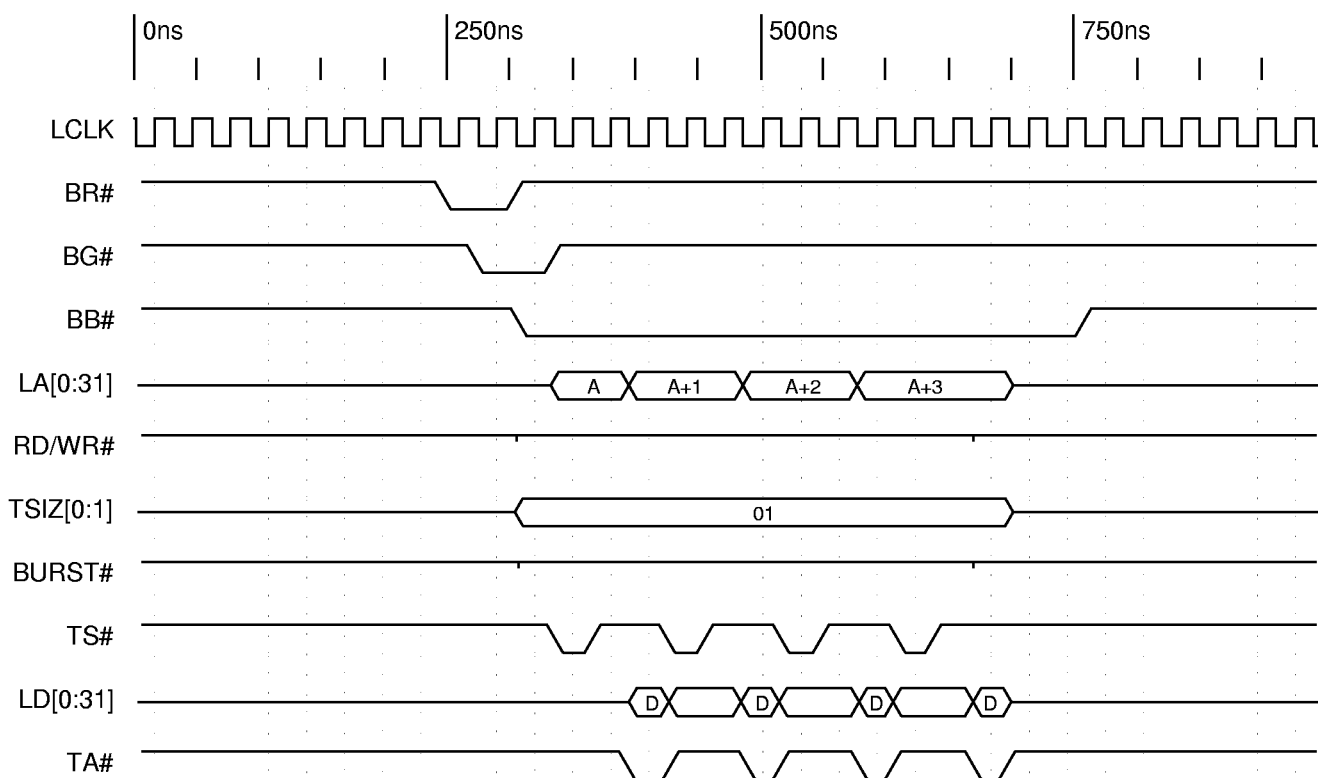 0ns 250ns 500ns 750ns
LCLK
BR#
BG#
BB#
LA[0:31] A A+1 A+2 A+3
RD/WR#
TSIZ[0:1] 01
BURST#
TS#
LD[0:31] D D D D
TA#